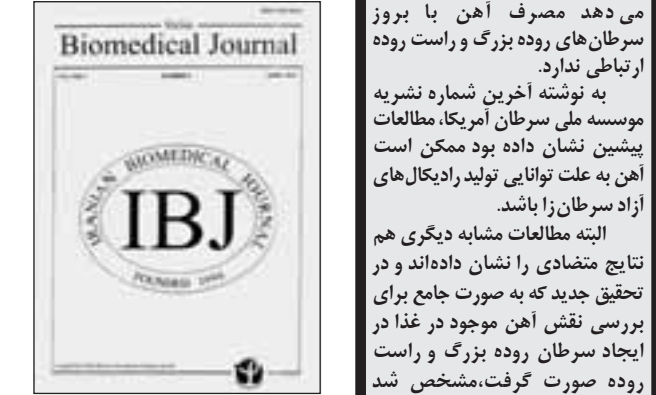 Biomedical Journal
IRANIAN BIOMEDICAL JOURNAL
IBJ
FOUNDED
می دهد مصرف آهن با بروز
سرطان‌های روده بزرگ و راست روده
ارتباطی ندارد.
به نوشته آخرین شماره نشریه
موسسه ملی سرطان آمریکا، مطالعات
پیشین نشان داده بود ممکن است
آهن به علت توانایی تولید رادیکال‌های
آزاد سرطان‌زا باشد.
البته مطالعات مشابه دیگری هم
نتایج متضادی را نشان داده‌اند و در
تحقیق جدید که به صورت جامع برای
بررسی نقش آهن موجود در غذا در
ایجاد سرطان روده بزرگ و راست
روده صورت گرفت،مشخص شد